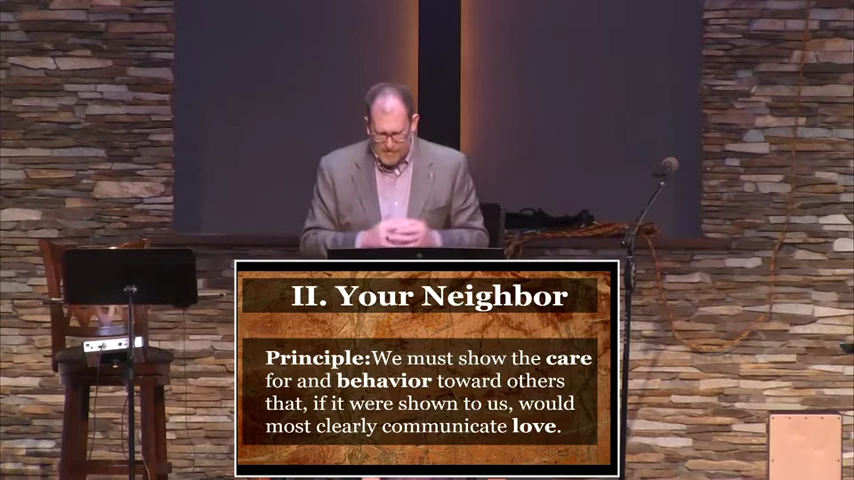 II. Your Neighbor
Principle:We must show the care
for and behavior toward others
that, if it were shown to us, would
most clearly communicate love.